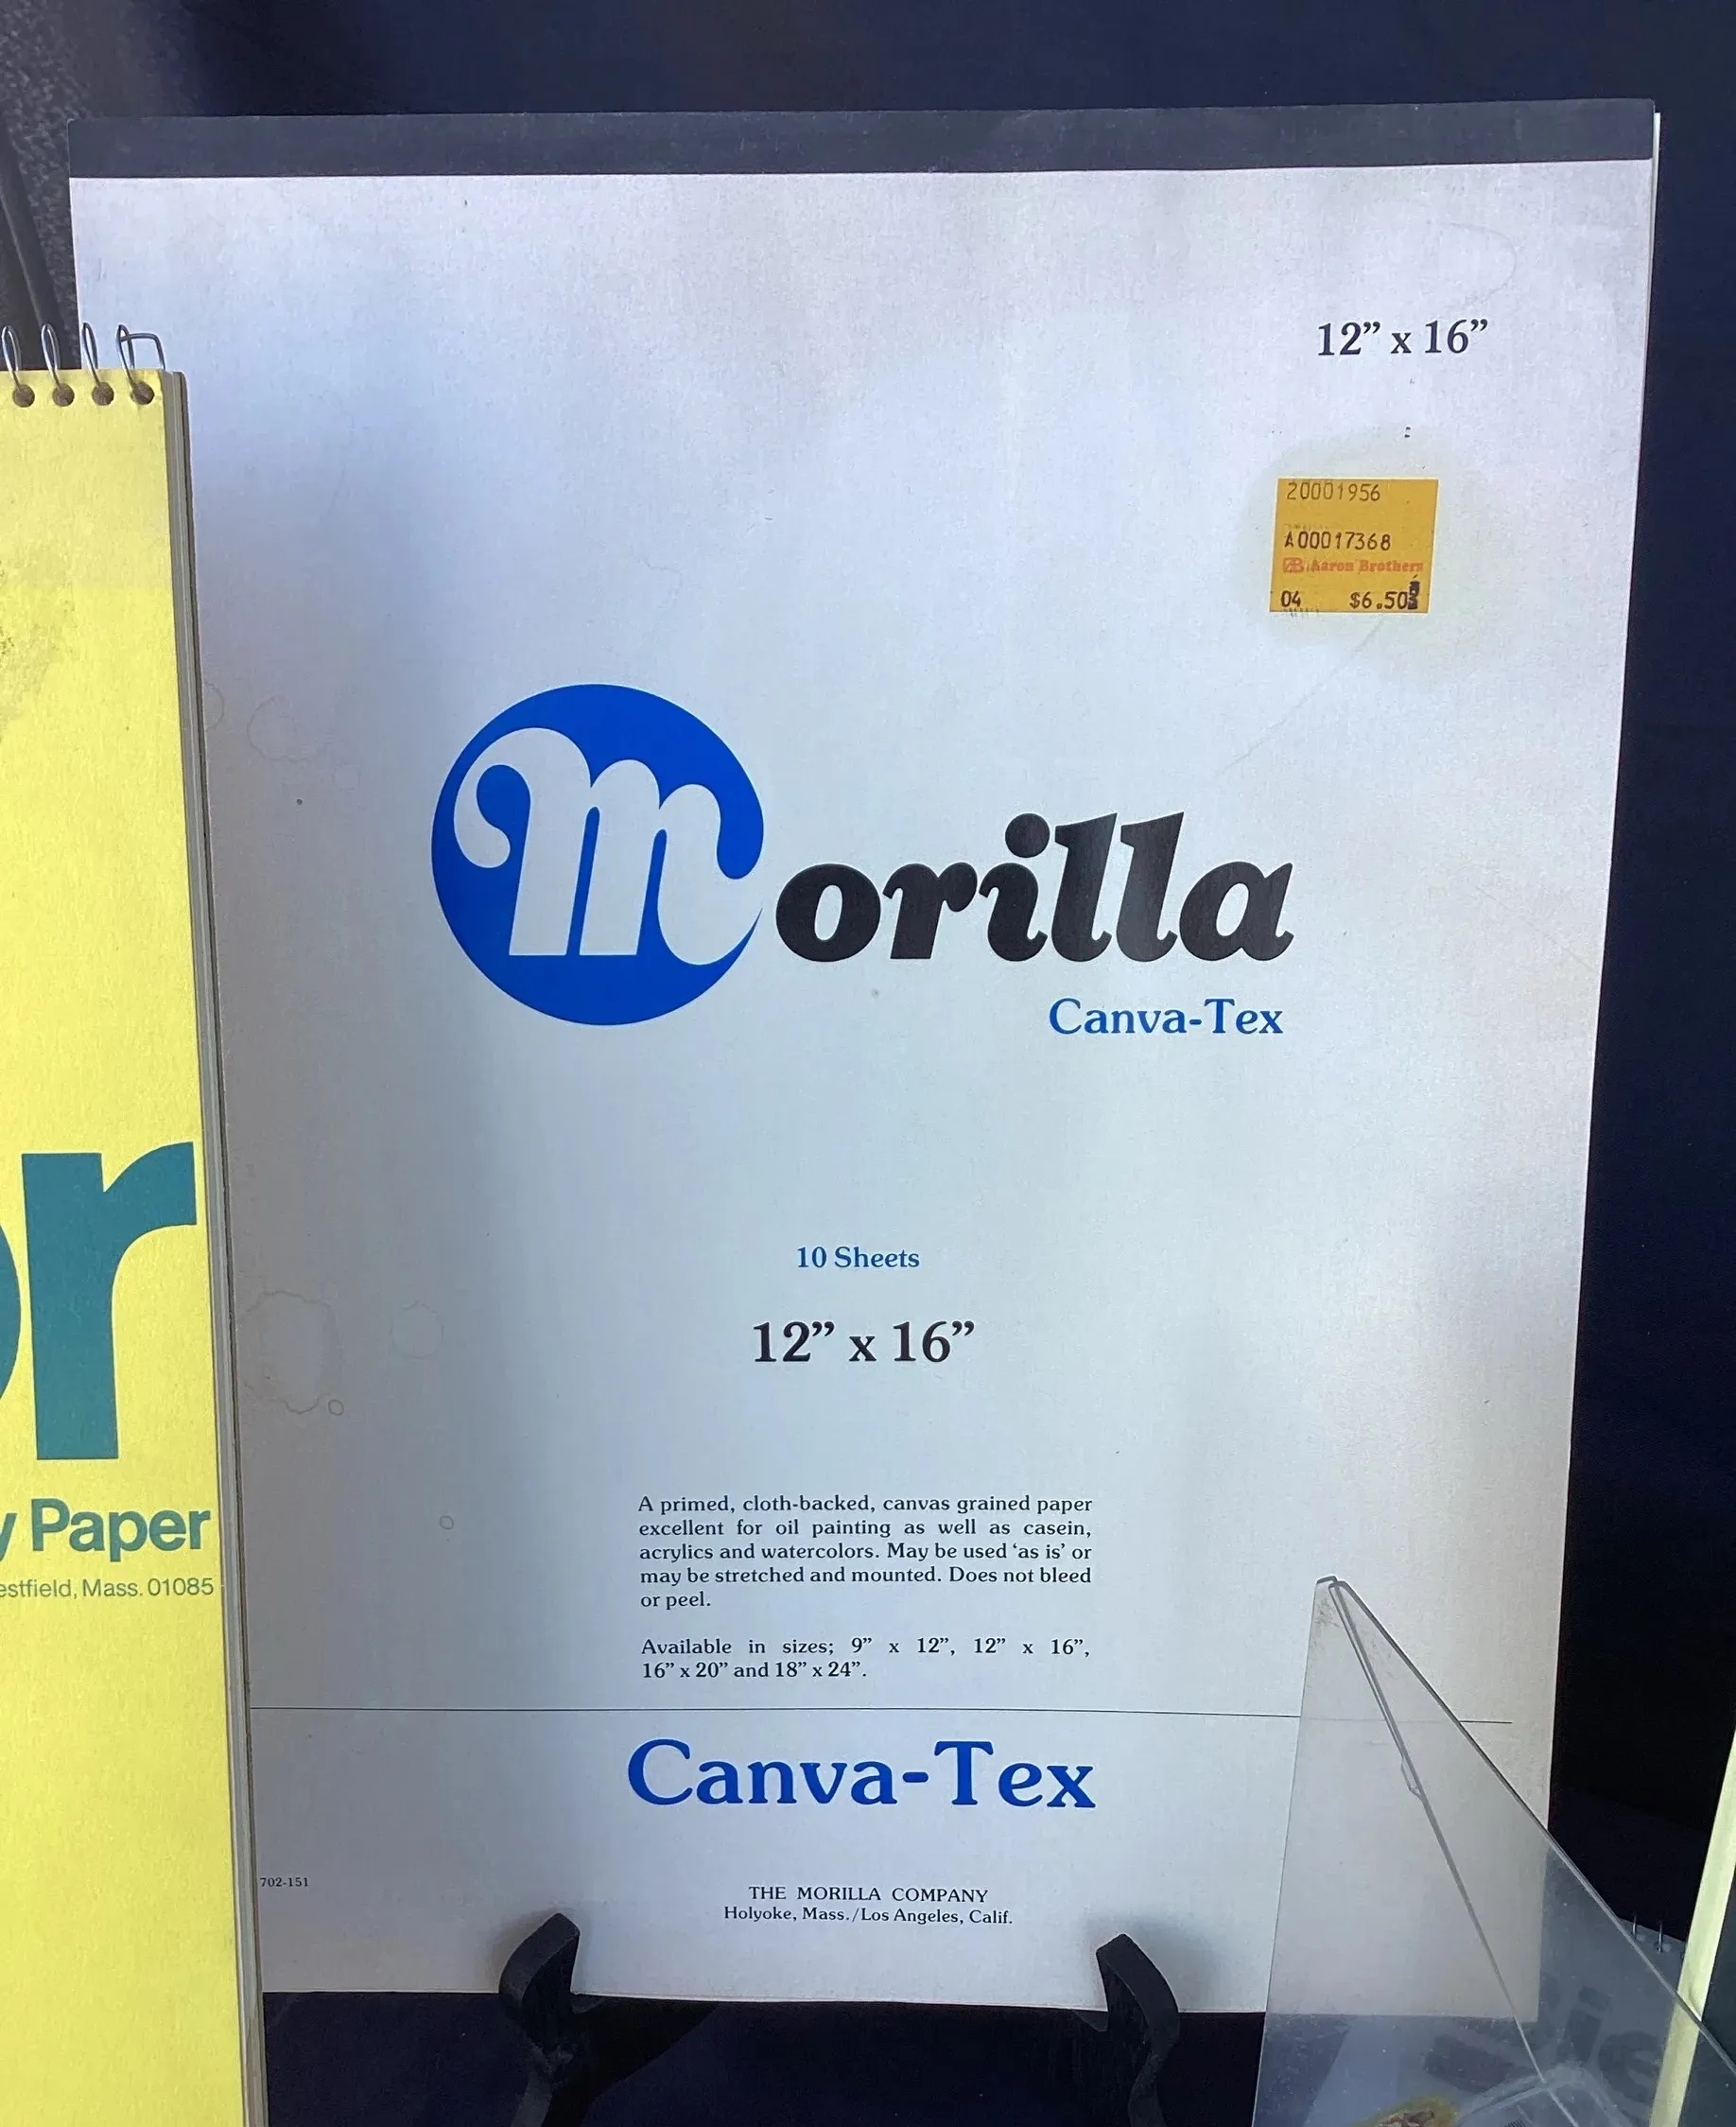 12” x 16”
20001956
A00017368
AB Aaron Brothers
04 $6.50
morilla
Canva-Tex
10 Sheets
12” x 16”
A primed, cloth-backed, canvas grained paper
excellent for oil painting as well as casein,
acrylics and watercolors. May be used ‘as is’ or
may be stretched and mounted. Does not bleed
or peel.
Available in sizes; 9” x 12”, 12” x 16”,
16” x 20” and 18” x 24”.
Canva-Tex
702-151
THE MORILLA COMPANY
Holyoke, Mass./Los Angeles, Calif.
r
Paper
Mass. 01085